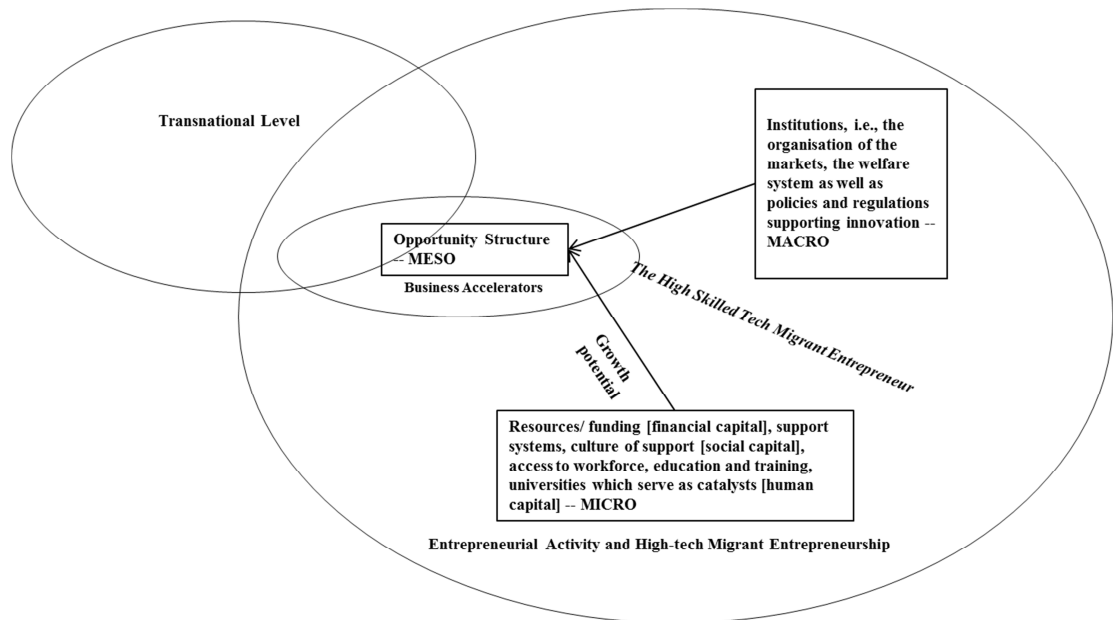 Transnational Level
Institutions, i.e., the
organisation of the
markets, the welfare
system as well as
policies and regulations
supporting innovation --
MACRO
Opportunity Structure
-- MESO
Business Accelerators
The High Skilled Tech Migrant Entrepreneur
Growth
potential
Resources/ funding [financial capital], support
systems, culture of support [social capital],
access to workforce, education and training,
universities which serve as catalysts [human
capital] -- MICRO
Entrepreneurial Activity and High-tech Migrant Entrepreneurship